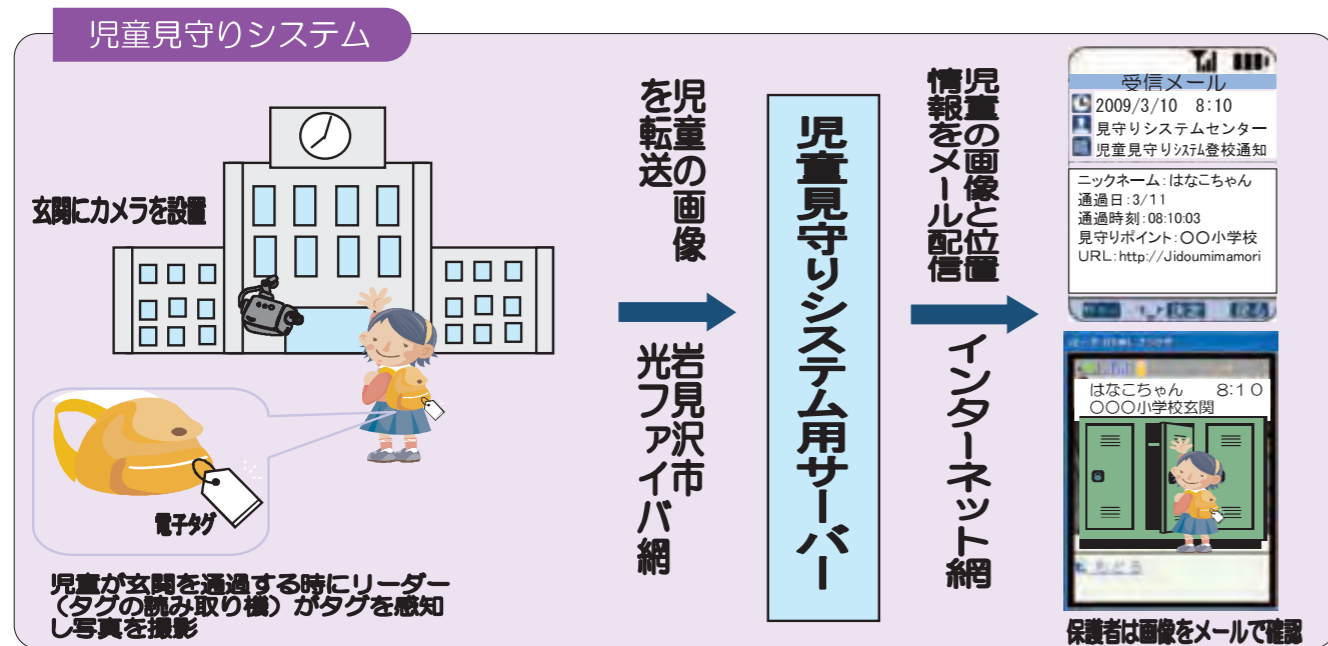 児童見守りシステム
玄関にカメラを設置
電子タグ
児童が玄関を通過する時にリーダー
（タグの読み取り機）がタグを感知
し写真を撮影
児童の画像
を転送
岩見沢市
光ファイバ網
児童見守りシステム用サーバー
児童の画像と位置
情報をメール配信
インターネット網
受信メール
2009/3/10 8:10
見守りシステムセンター
児童見守りシステム登校通知
ニックネーム:はなこちゃん
通過日:3/11
通過時刻:08:10:03
見守りポイント:〇〇小学校
URL:http://Jidoumimamori
はなこちゃん 8:10
〇〇〇小学校玄関
もどる
保護者は画像をメールで確認